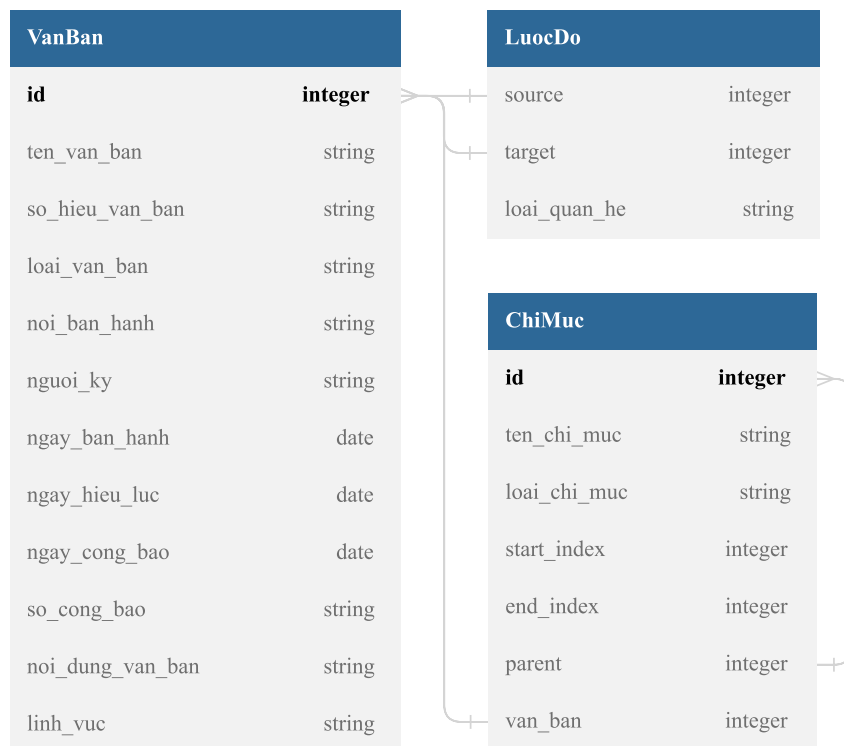 VanBan
id integer
ten_van_ban string
so_hieu_van_ban string
loai_van_ban string
noi_ban_hanh string
nguoi_ky string
ngay_ban_hanh date
ngay_hieu_luc date
ngay_cong_bao date
so_cong_bao string
noi_dung_van_ban string
linh_vuc string
LuocDo
source integer
target integer
loai_quan_he string
ChiMuc
id integer
ten_chi_muc string
loai_chi_muc string
start_index integer
end_index integer
parent integer
van_ban integer